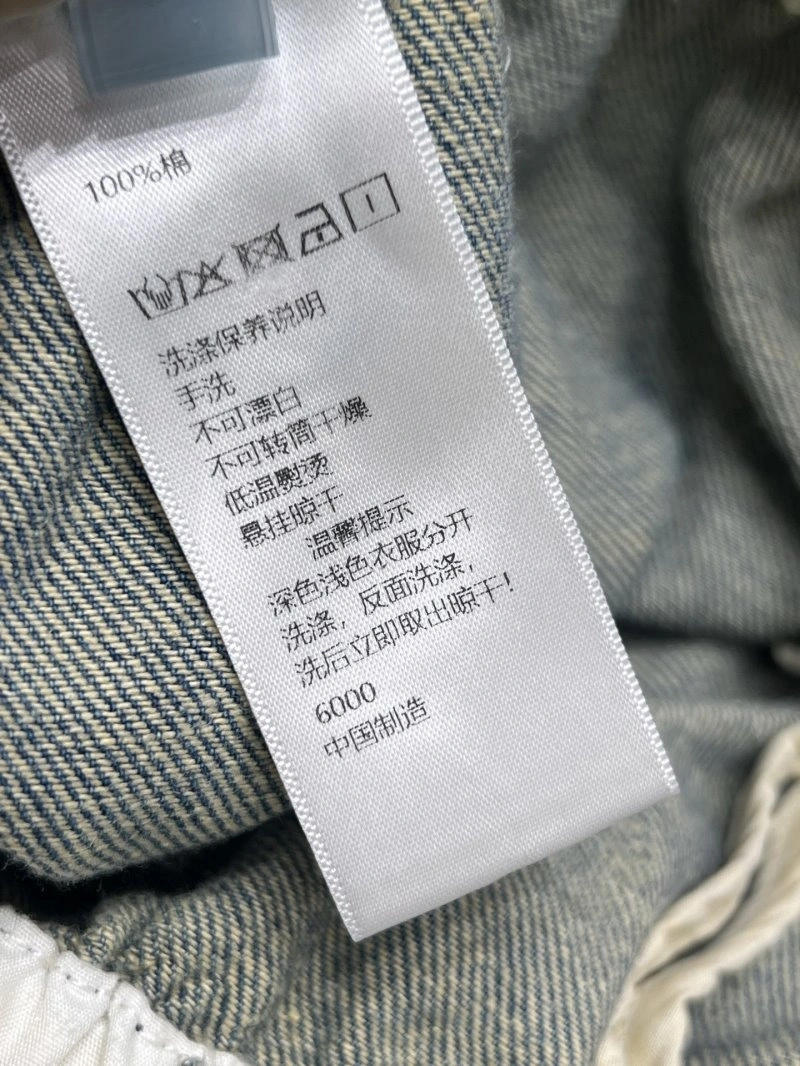 100%棉
洗涤保养说明
手洗
不可漂白
不可转筒干燥
低温熨烫
悬挂晾干
温馨提示
深色浅色衣服分开
洗涤，反面洗涤，
洗后立即取出晾干！
6000
中国制造